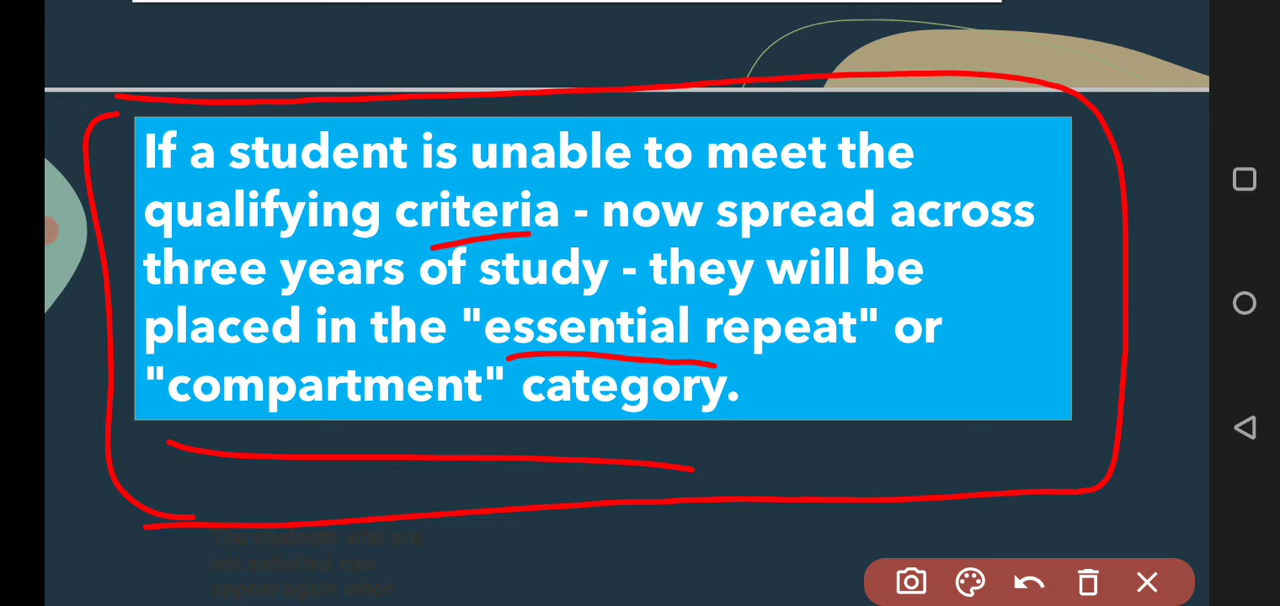 If a student is unable to meet the
qualifying criteria - now spread across
three years of study - they will be
placed in the "essential repeat" or
"compartment" category.